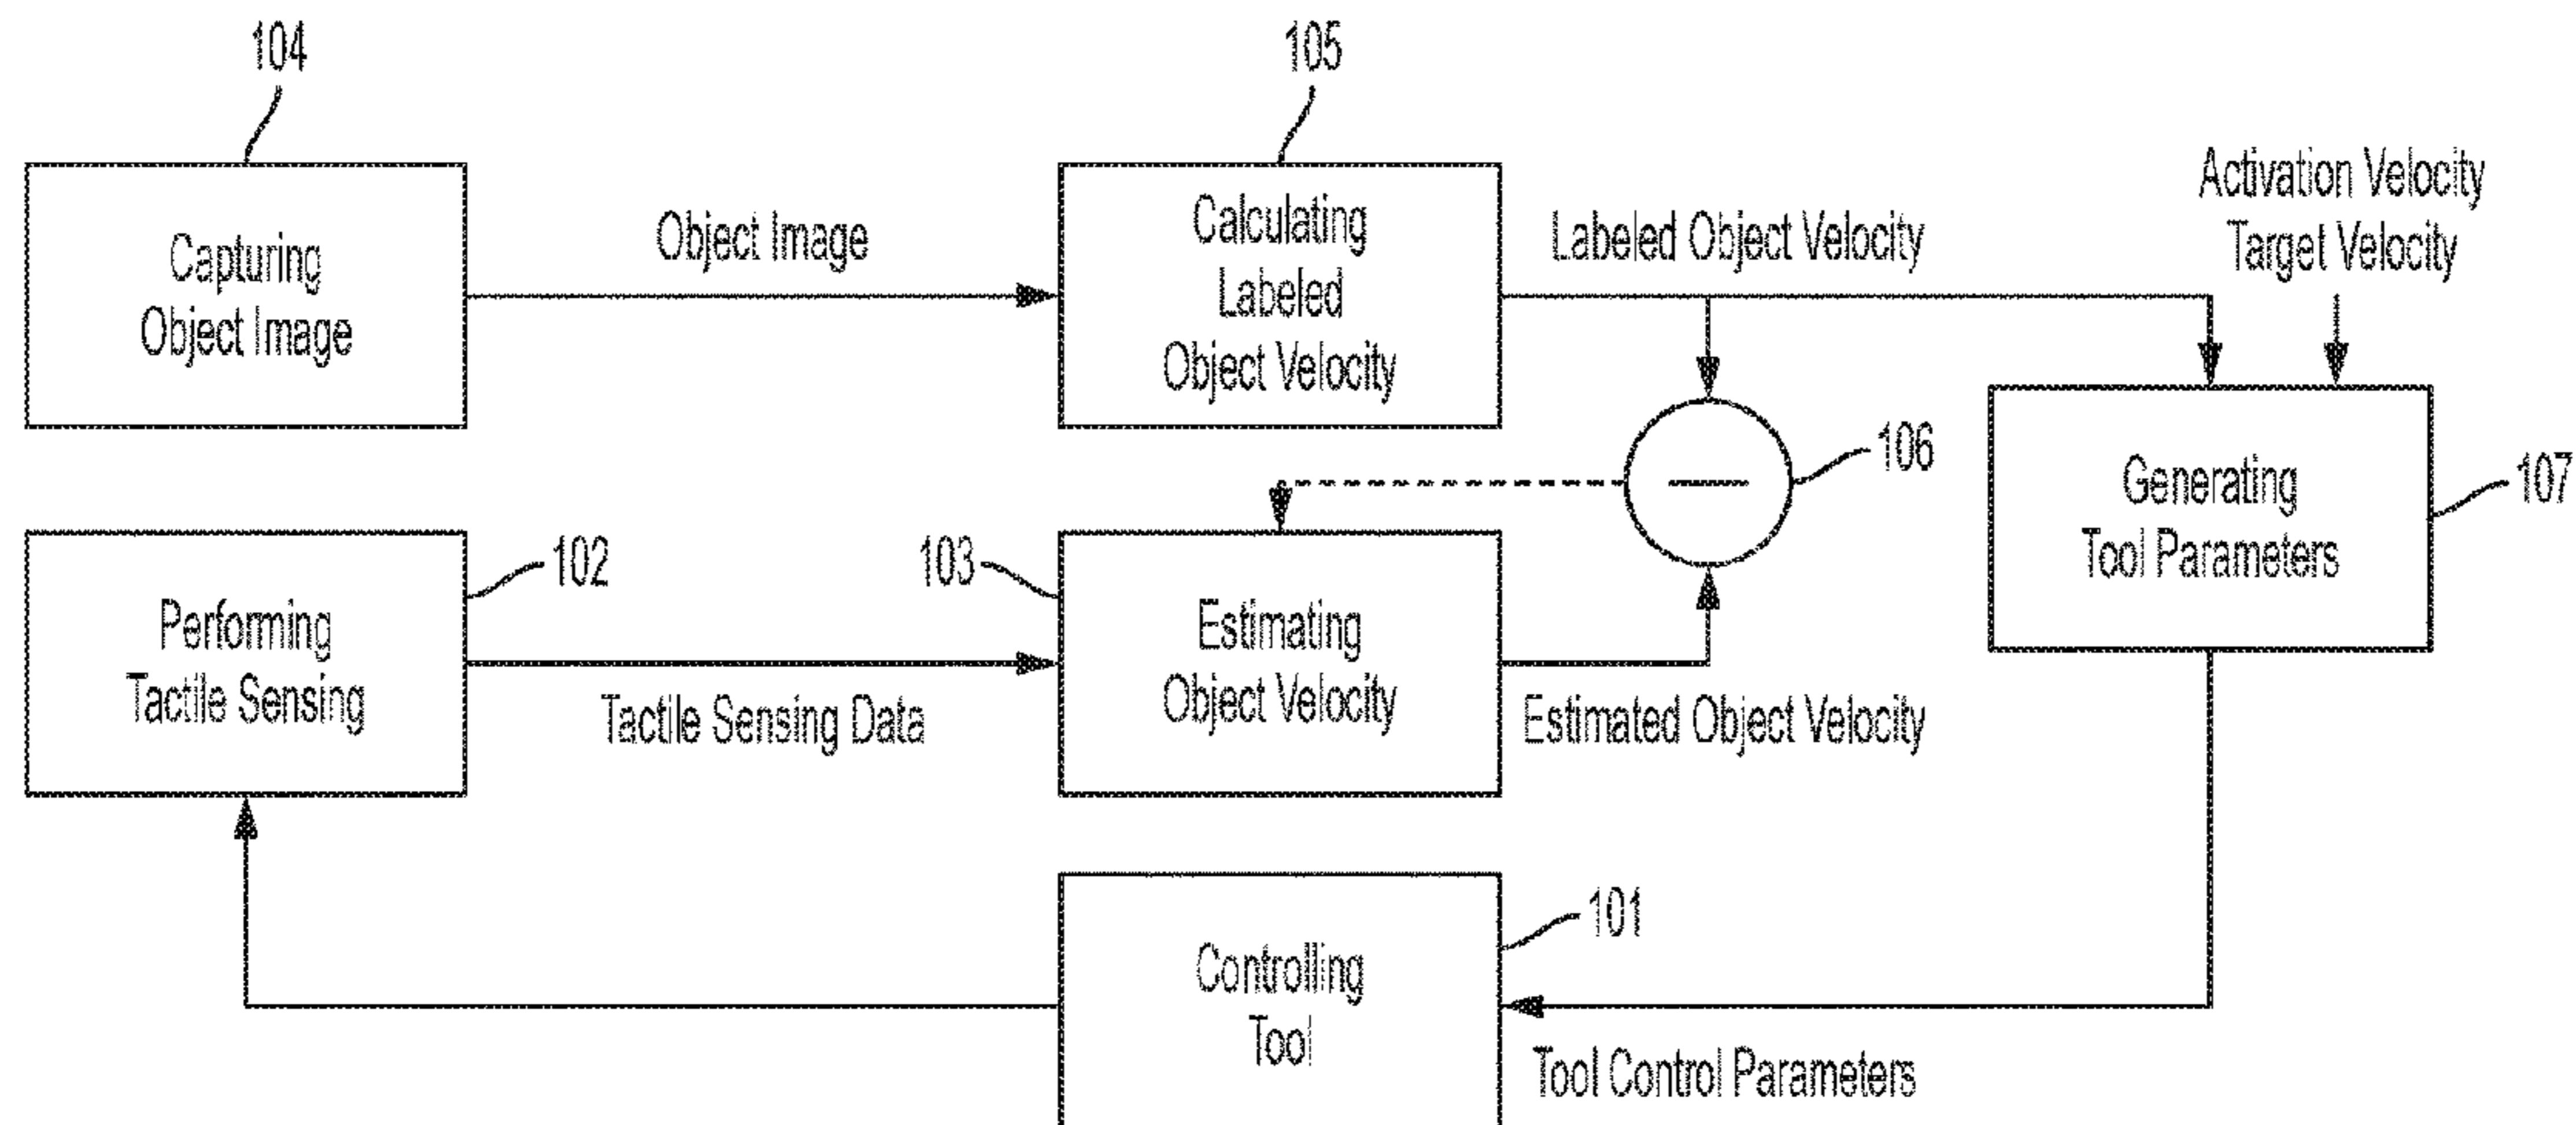 104
105
Capturing
Object Image
Object Image
Calculating
Labeled
Object Velocity
Labeled Object Velocity
Activation Velocity
Target Velocity
106
Generating
Tool Parameters
107
Performing
Tactile Sensing
102
Tactile Sensing Data
103
Estimating
Object Velocity
Estimated Object Velocity
Controlling
Tool
101
Tool Control Parameters